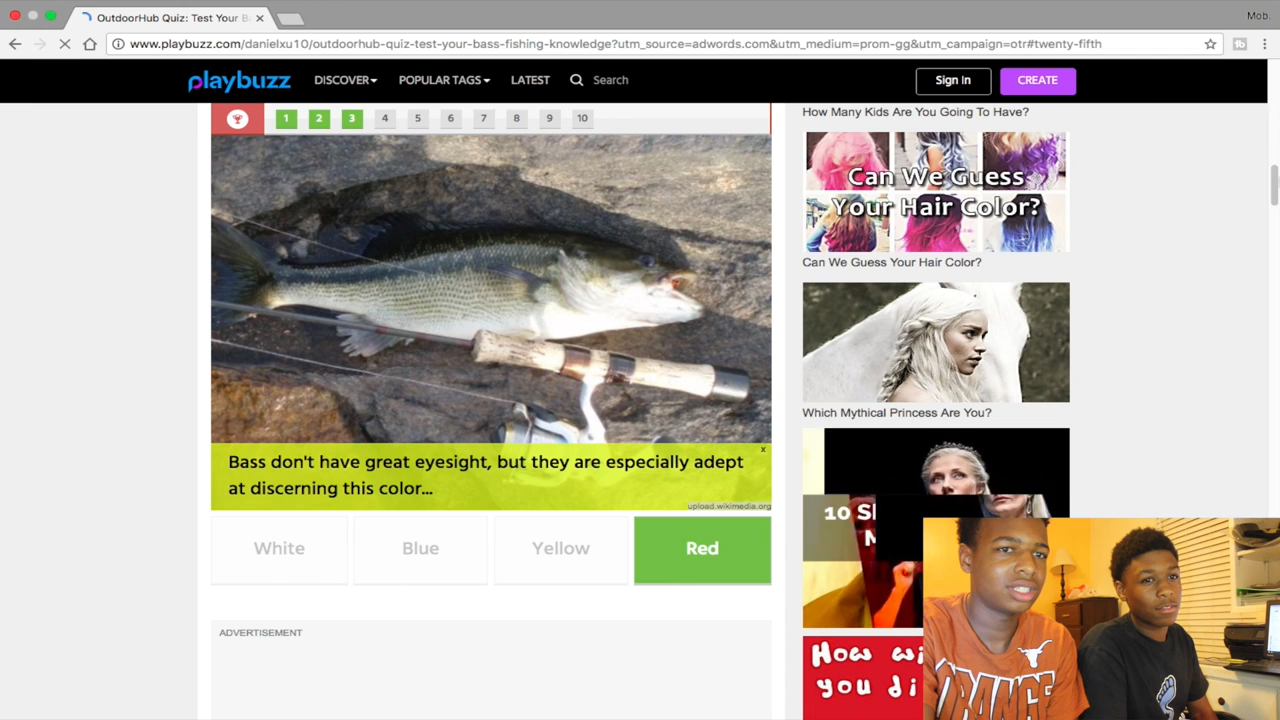 OutdoorHub Quiz: Test Your B
Mob.
www.playbuzz.com/danielxu10/outdoorhub-quiz-test-your-bass-fishing-knowledge?utm_source=adwords.com&utm_medium=prom-gg&utm_campaign=otr#twenty-fifth
playbuzz DISCOVER POPULAR TAGS LATEST Search Sign In CREATE
1 2 3 4 5 6 7 8 9 10
Bass don't have great eyesight, but they are especially adept
at discerning this color...
x
upload.wikimedia.org
White Blue Yellow Red
ADVERTISEMENT
How Many Kids Are You Going To Have?
Can We Guess
Your Hair Color?
Can We Guess Your Hair Color?
Which Mythical Princess Are You?
10
How
you
ORANGE